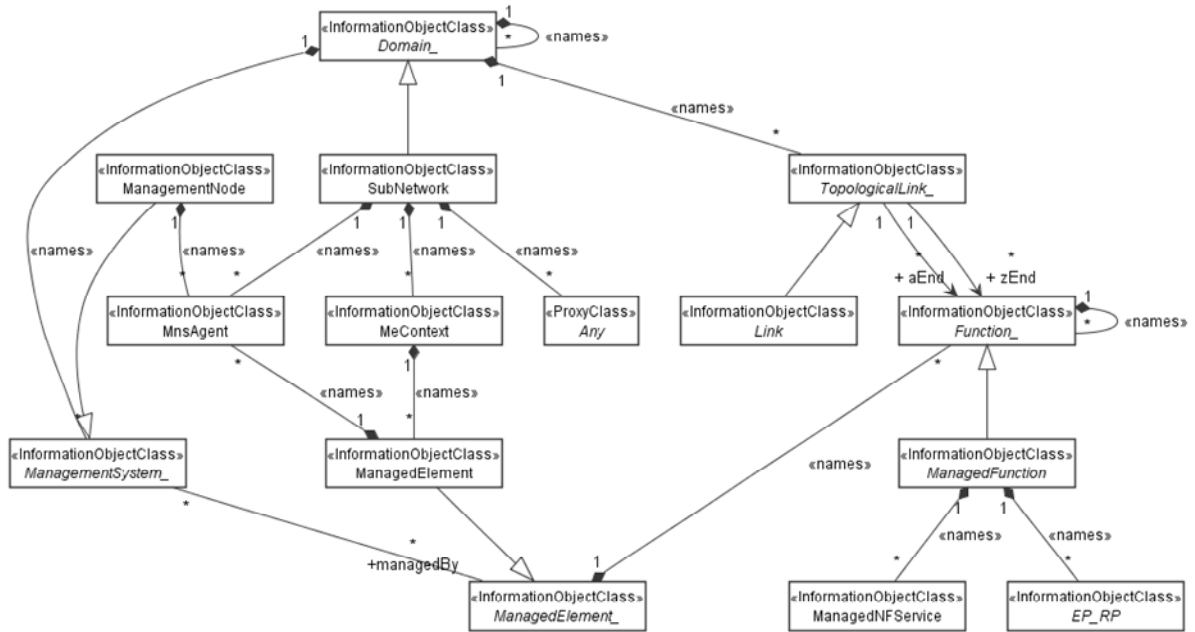 1
«InformationObjectClass»
Domain_
1
*
«names»
1
«names»
*
«InformationObjectClass»
ManagementNode
«InformationObjectClass»
SubNetwork
«InformationObjectClass»
TopologicalLink_
1
1
1
1
1
1
«names»
«names»
«names»
«names»
«names»
*
*
*
*
*
*
+ aEnd
+ zEnd
«InformationObjectClass»
MnsAgent
«InformationObjectClass»
MeContext
«ProxyClass»
Any
«InformationObjectClass»
Link
«InformationObjectClass»
Function_
1
*
«names»
*
1
*
«names»
«names»
*
1
*
«InformationObjectClass»
ManagementSystem_
«InformationObjectClass»
ManagedElement
«InformationObjectClass»
ManagedFunction
«names»
*
1
1
*
«names»
«names»
+managedBy
1
*
*
«InformationObjectClass»
ManagedElement_
«InformationObjectClass»
ManagedNFService
«InformationObjectClass»
EP_RP